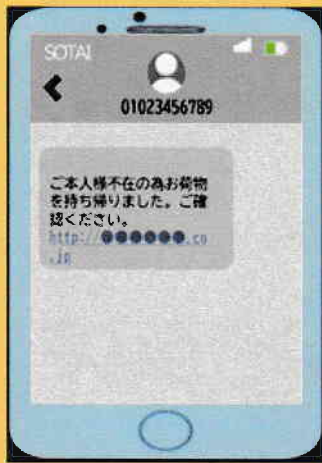 SOTAI
01023456789
ご本人様不在の為お荷物
を持ち帰りました。ご確
認ください。
http://●●●●●●.co
.jp